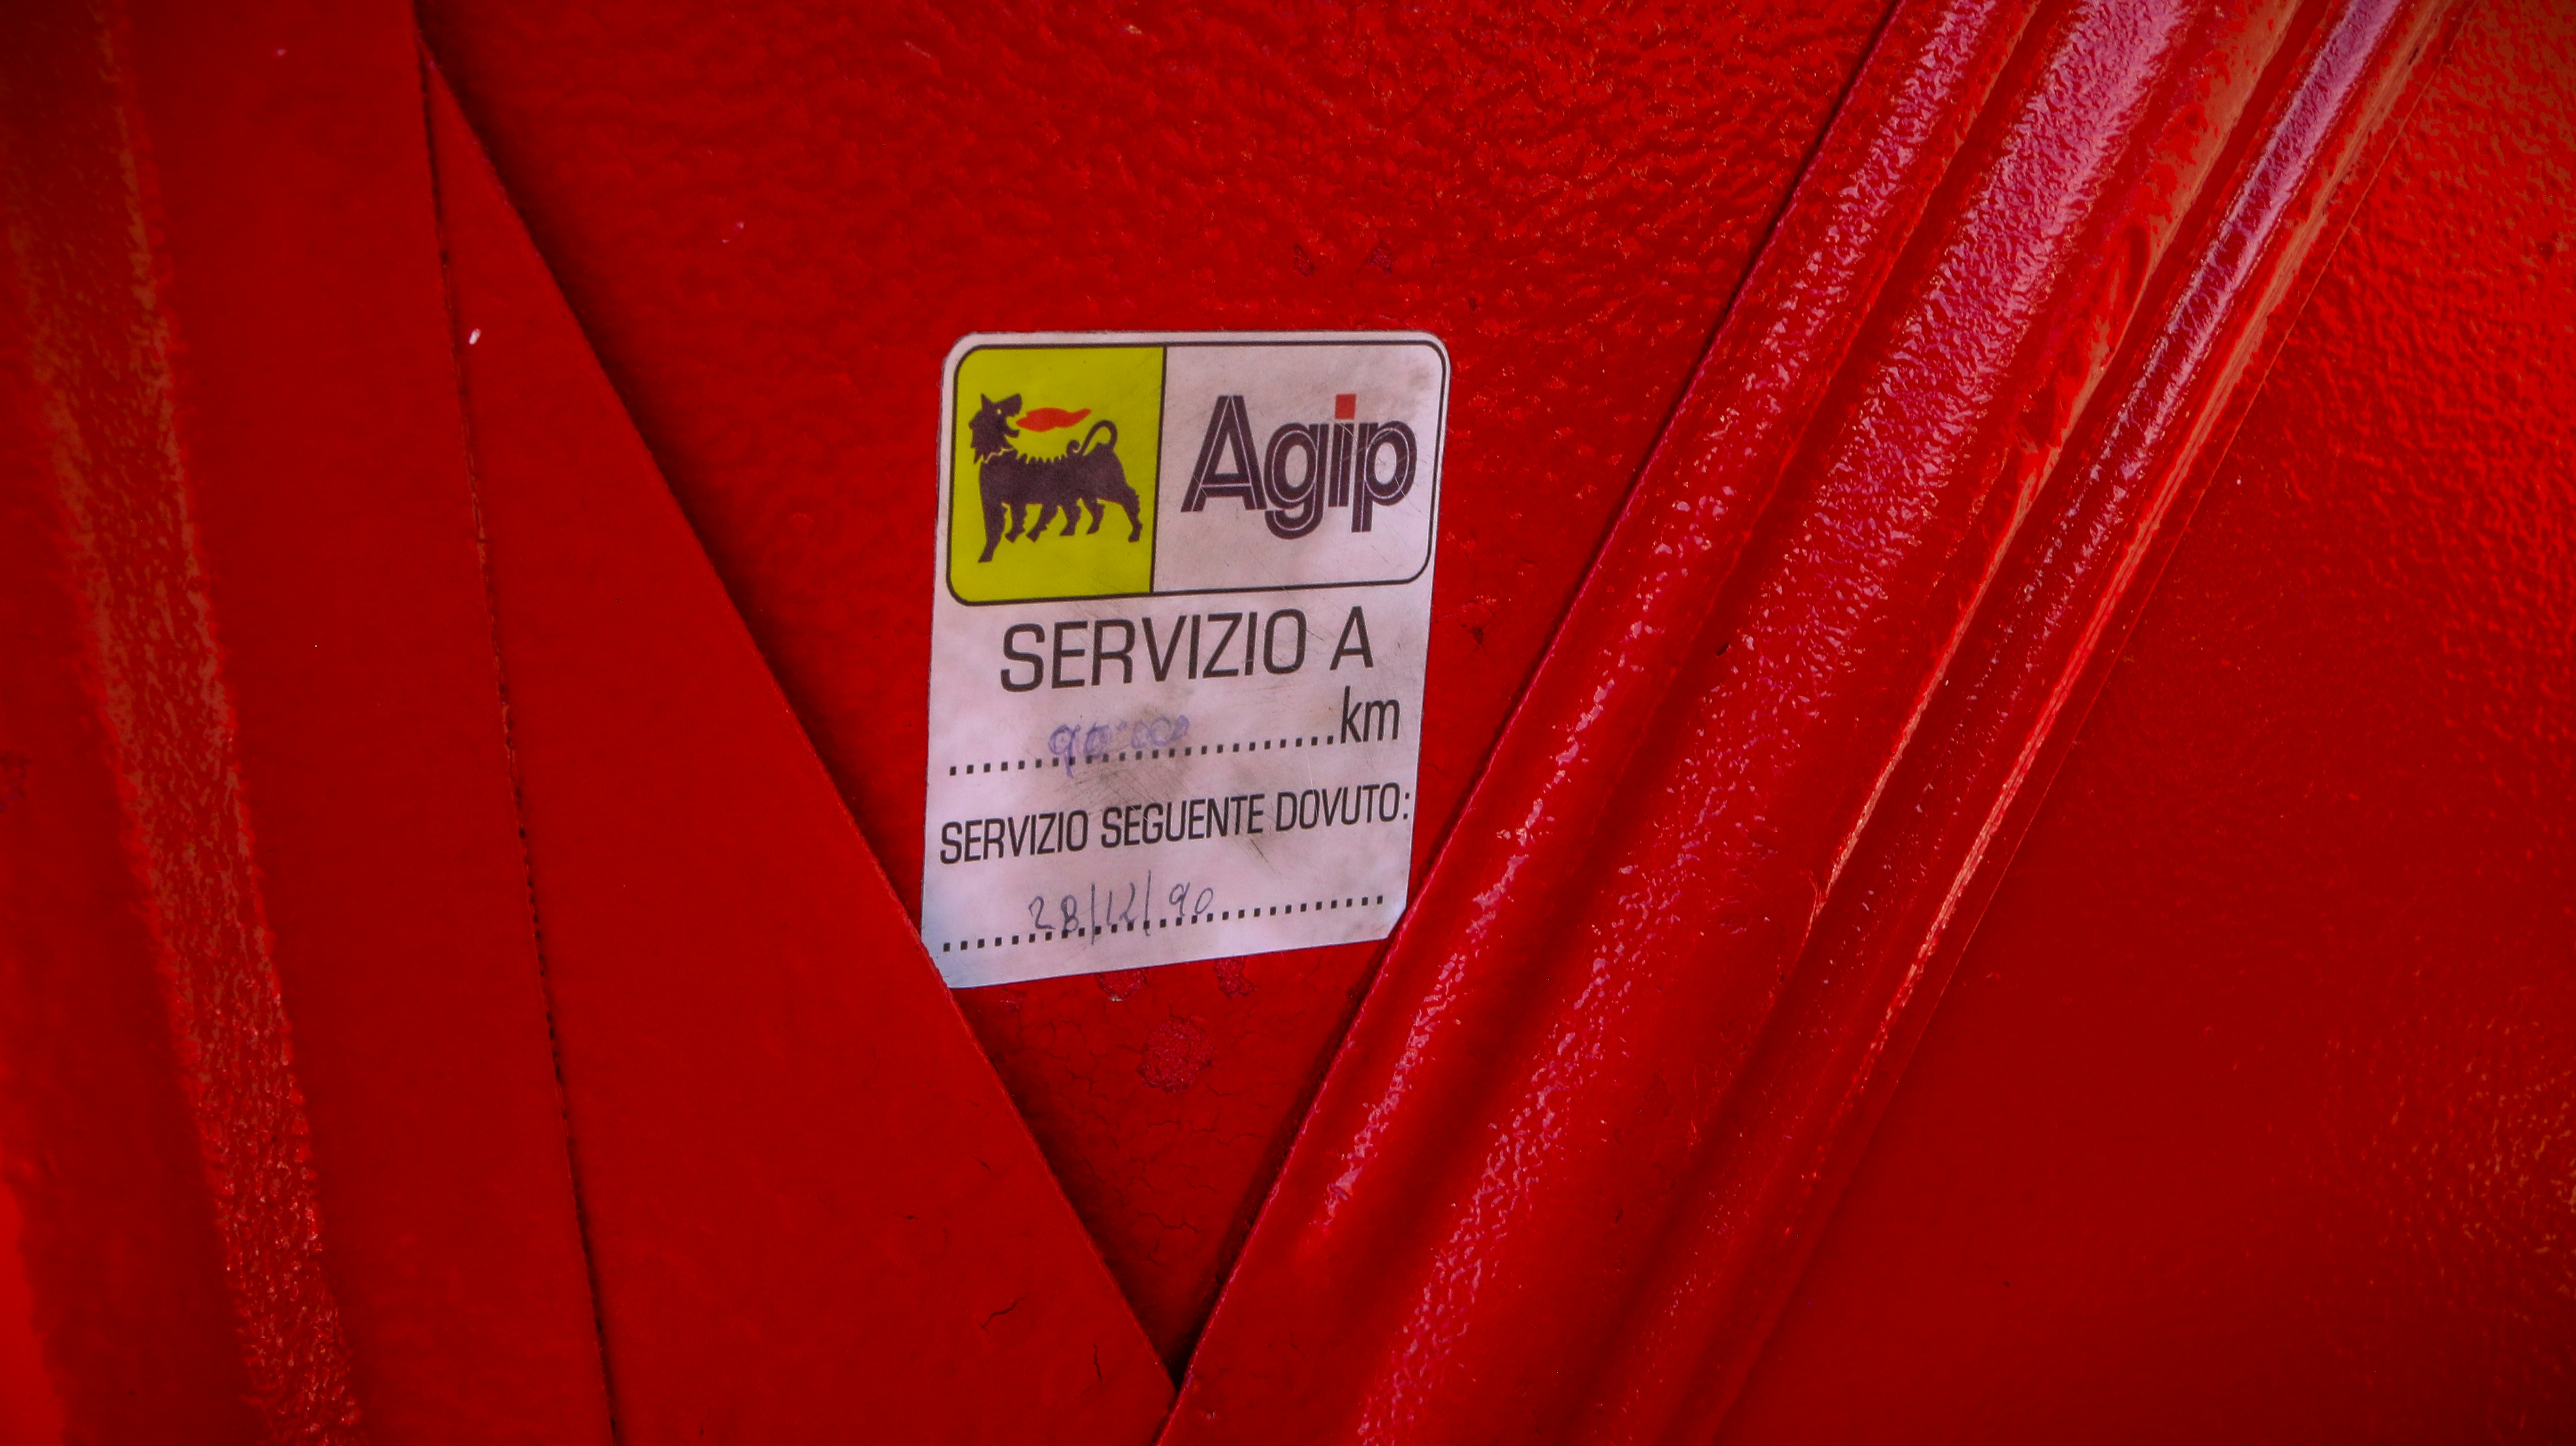 Agip
SERVIZIO A
....................km
SERVIZIO SEGUENTE DOVUTO:
28/12/90